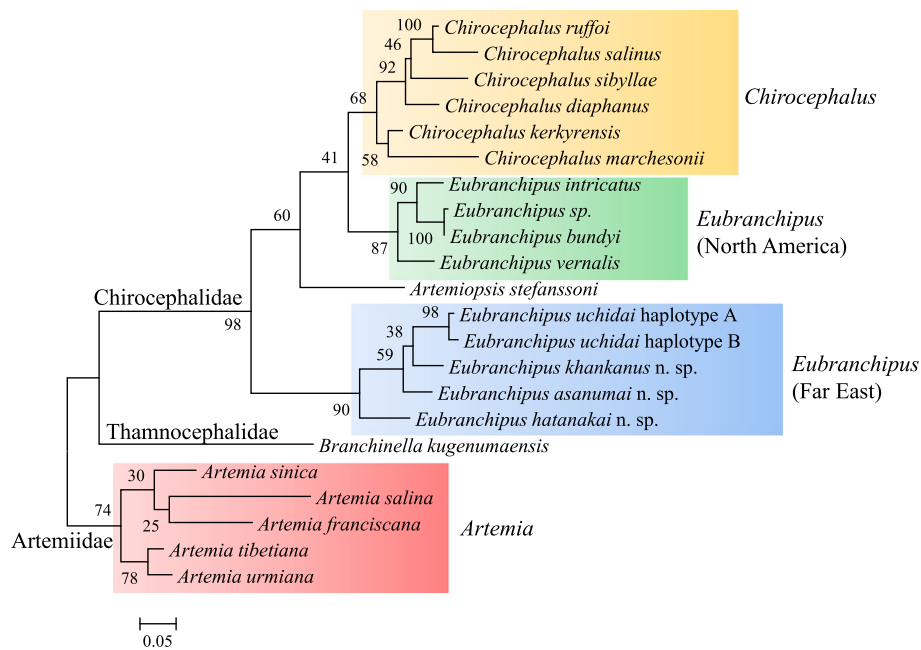 100
Chirocephalus ruffoi
46
Chirocephalus salinus
92
Chirocephalus sibyllae
68
Chirocephalus diaphanus
Chirocephalus
Chirocephalus kerkyrensis
58
Chirocephalus marchesonii
41
90
Eubranchipus intricatus
Eubranchipus sp.
100
Eubranchipus bundyi
87
Eubranchipus vernalis
Eubranchipus
(North America)
60
Artemiopsis stefanssoni
Chirocephalidae
98
98
Eubranchipus uchidai haplotype A
38
Eubranchipus uchidai haplotype B
59
Eubranchipus khankanus n. sp.
Eubranchipus asanumai n. sp.
90
Eubranchipus hatanakai n. sp.
Eubranchipus
(Far East)
Thamnocephalidae
Branchinella kugenumaensis
30
Artemia sinica
Artemia salina
74
25
Artemia franciscana
Artemia
Artemiidae
Artemia tibetiana
78
Artemia urmiana
0.05